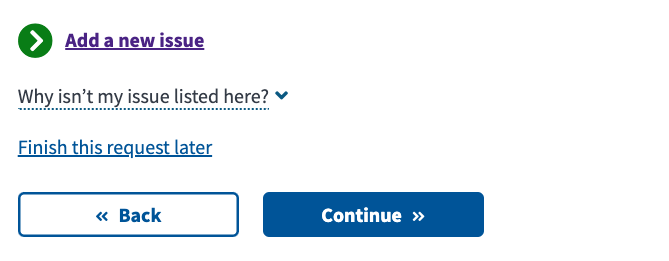 Add a new issue
Why isn’t my issue listed here?
Finish this request later
« Back
Continue »